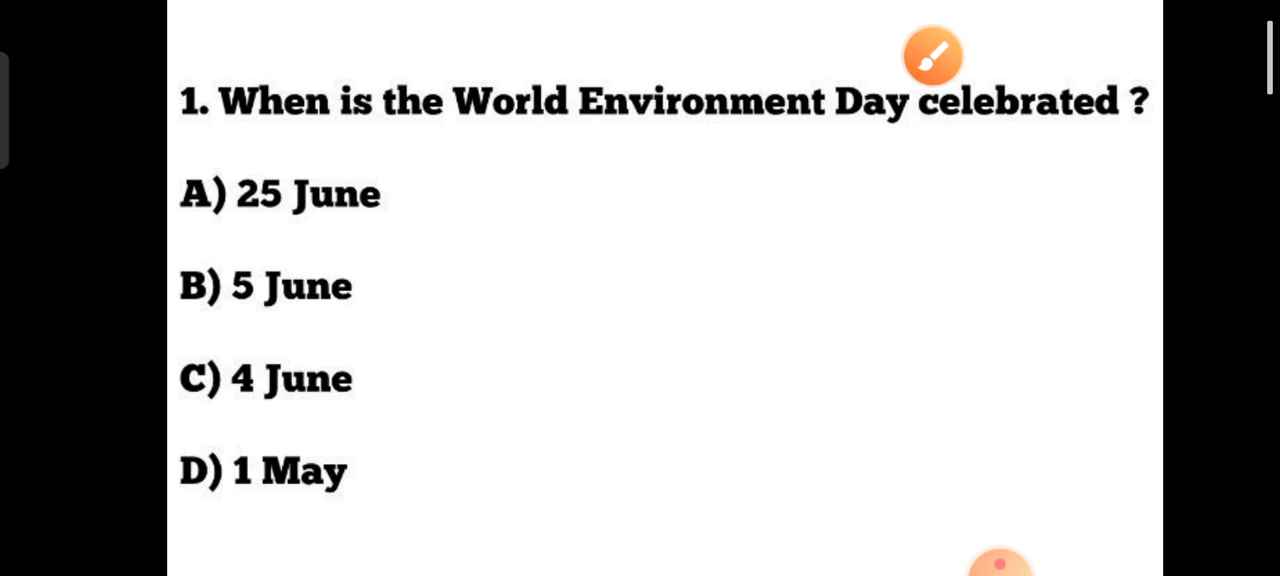 1. When is the World Environment Day celebrated ?
A) 25 June
B) 5 June
C) 4 June
D) 1 May